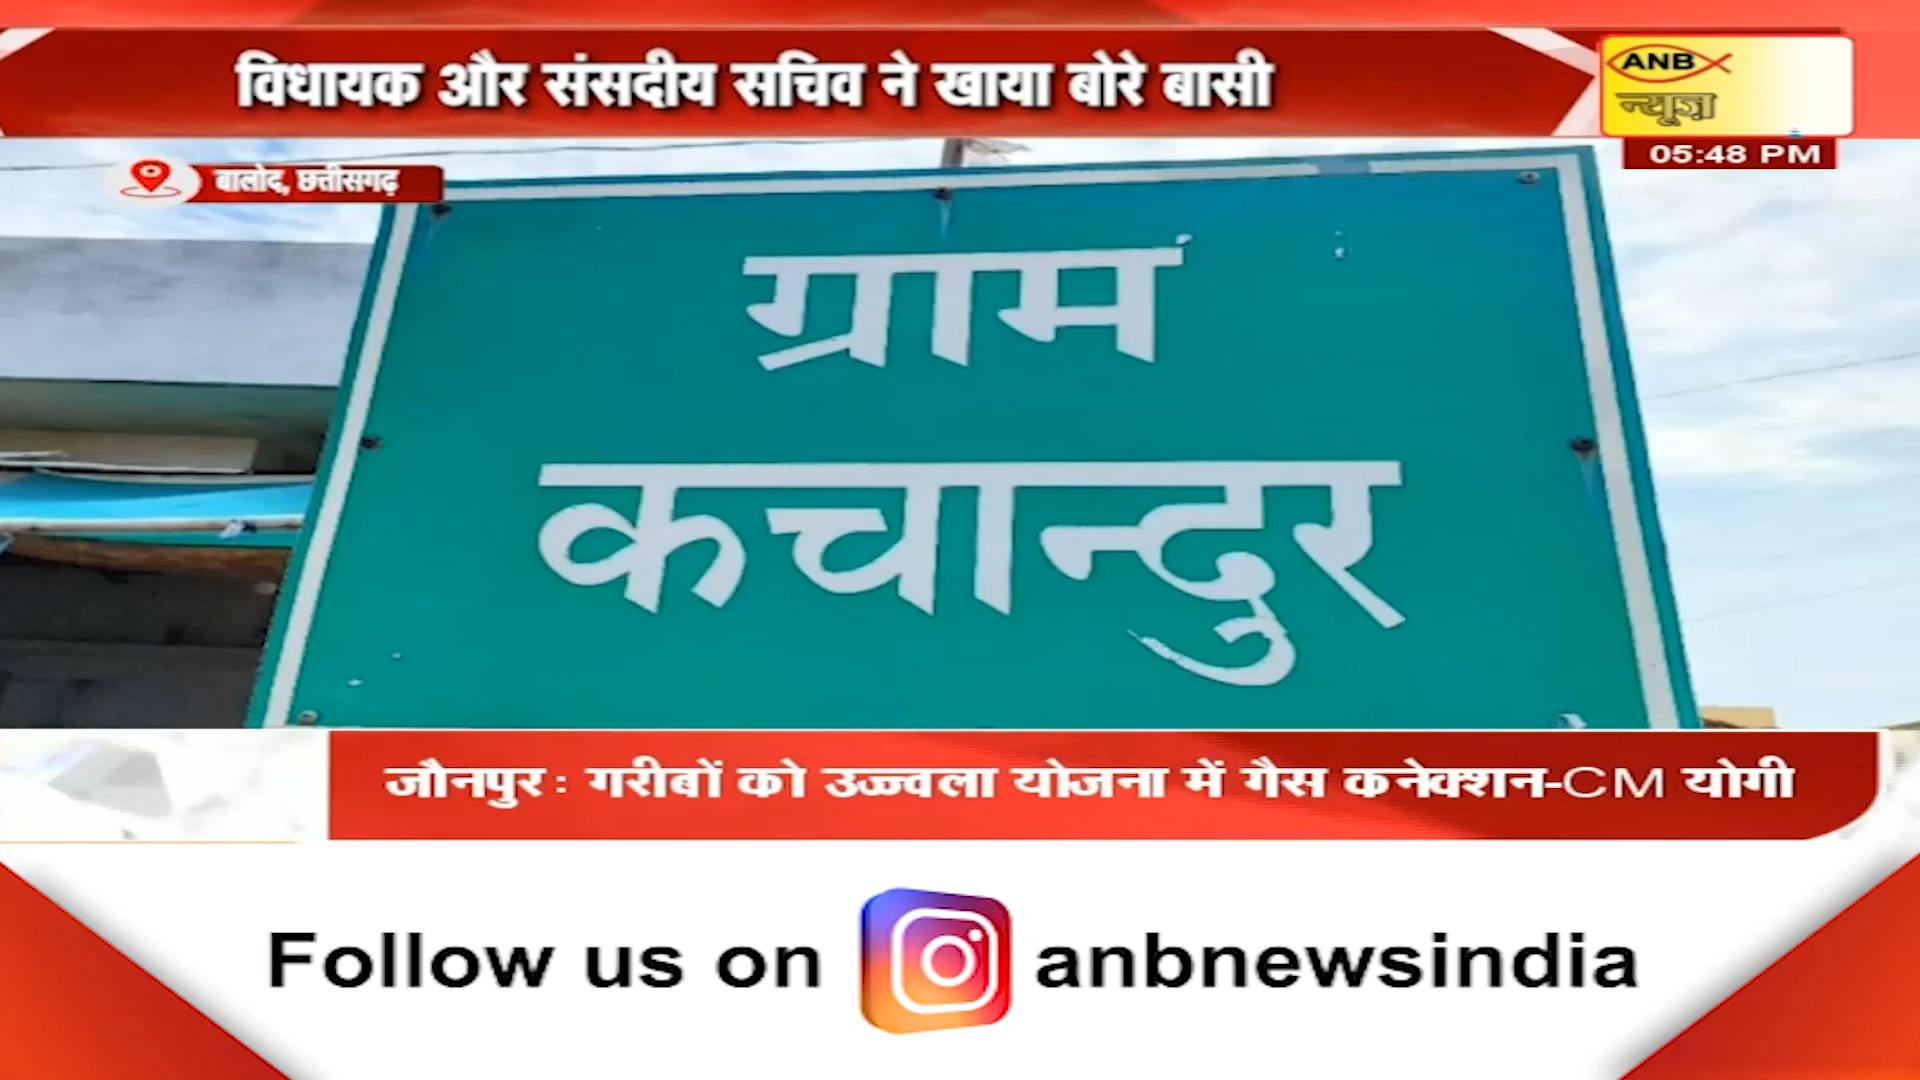 विधायक और संसदीय सचिव ने खाया बोरे बासी
ANB
न्यूज़
05:48 PM
बालोद, छत्तीसगढ़
ग्राम
कचान्दुर
जौनपुर: गरीबों को उज्ज्वला योजना में गैस कनेक्शन-CM योगी
Follow us on anbnewsindia